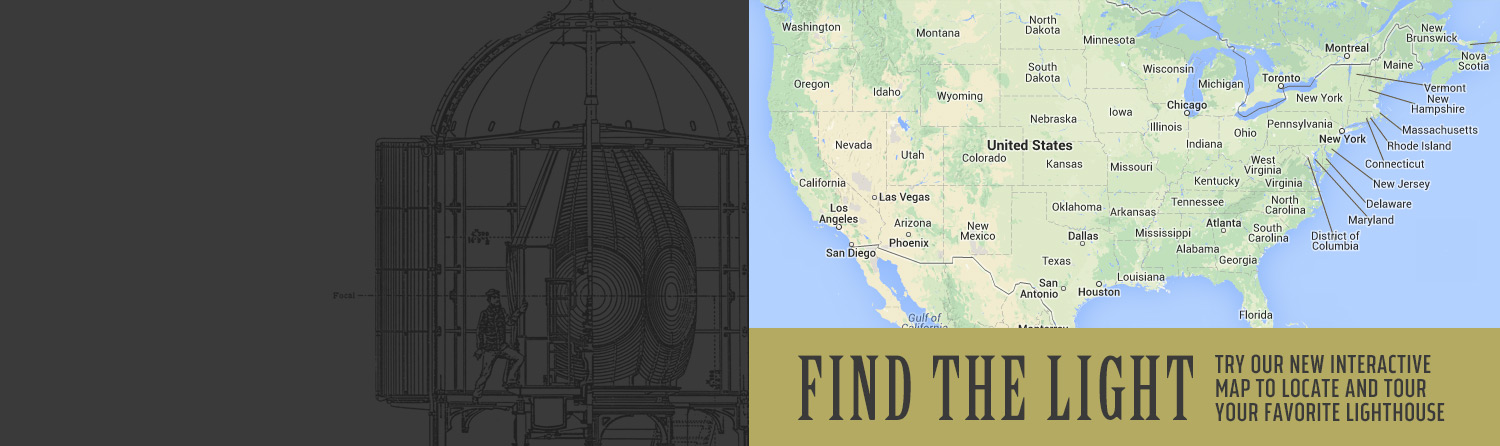 Focal
Washington
Montana
North
Dakota
Minnesota
Montreal
New
Brunswick
Nova
Scotia
Maine
Oregon
Idaho
Wyoming
South
Dakota
Wisconsin
Michigan
Toronto
Vermont
New
Hampshire
Chicago
New York
Nebraska
Iowa
Illinois
Ohio
Pennsylvania
New York
Massachusetts
Rhode Island
Connecticut
Nevada
Utah
United States
Colorado
Kansas
Missouri
Indiana
West
Virginia
Kentucky
Virginia
New Jersey
Delaware
Maryland
District of
Columbia
California
Las Vegas
Los
Angeles
Arizona
Phoenix
San Diego
New
Mexico
Oklahoma
Arkansas
Tennessee
North
Carolina
South
Carolina
Atlanta
Dallas
Mississippi
Alabama
Georgia
Texas
Louisiana
San
Antonio
Houston
Florida
Gulf of
California
Monterrey
FIND THE LIGHT
TRY OUR NEW INTERACTIVE
MAP TO LOCATE AND TOUR
YOUR FAVORITE LIGHTHOUSE